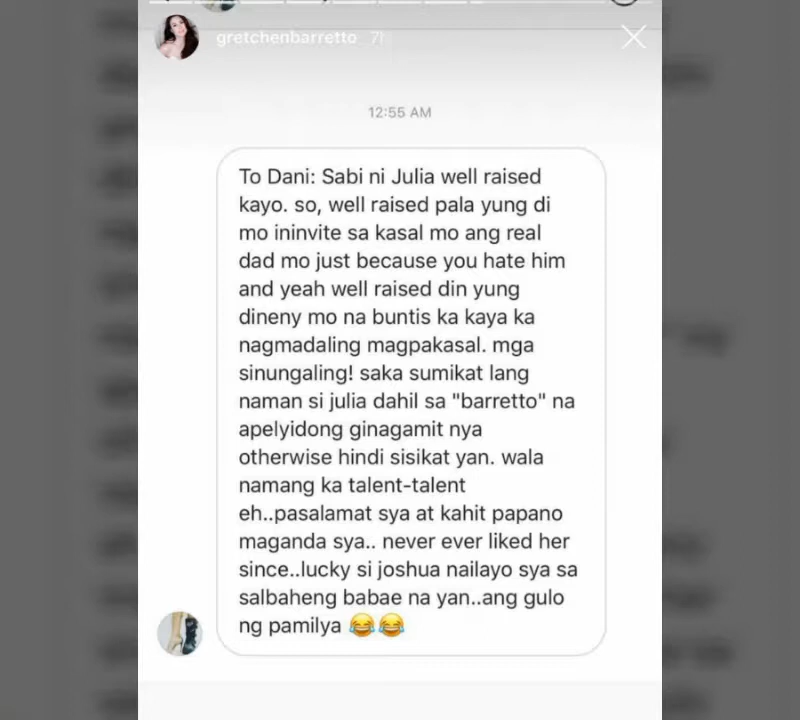 gretchenbarretto 7h
12:55 AM
To Dani: Sabi ni Julia well raised
kayo. so, well raised pala yung di
mo ininvite sa kasal mo ang real
dad mo just because you hate him
and yeah well raised din yung
dineny mo na buntis ka kaya ka
nagmadaling magpakasal. mga
sinungaling! saka sumikat lang
naman si julia dahil sa "barretto" na
apelyidong ginagamit nya
otherwise hindi sisikat yan. wala
namang ka talent-talent
eh..pasalamat sya at kahit papano
maganda sya.. never ever liked her
since..lucky si joshua nailayo sya sa
salbaheng babae na yan..ang gulo
ng pamilya 😂😂